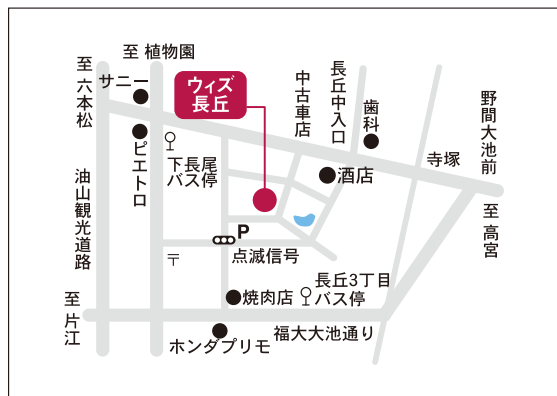 至 植物園
至 六本松
サニー
ウィズ
長丘
中古車店
長丘中入口
歯科
野間大池前
寺塚
至 高宮
ピエトロ
下長尾
バス停
酒店
油山観光道路
P
点滅信号
〒
長丘3丁目
バス停
焼肉店
至 片江
福大大池通り
ホンダプリモ